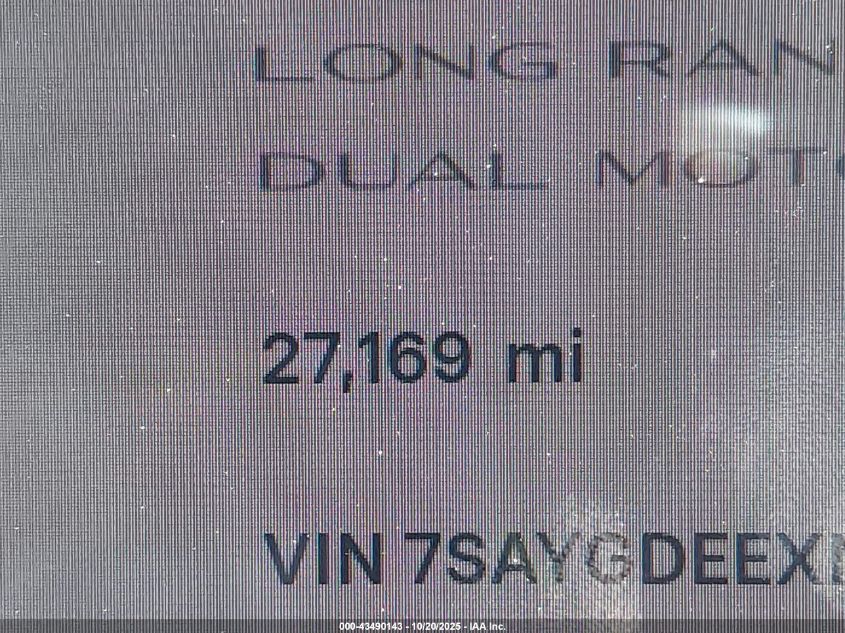 LONG RAN
DUAL MOTO
27,169 mi
VIN 7SAYGDEEX
000-43490143 - 10/20/2025 - IAA Inc.